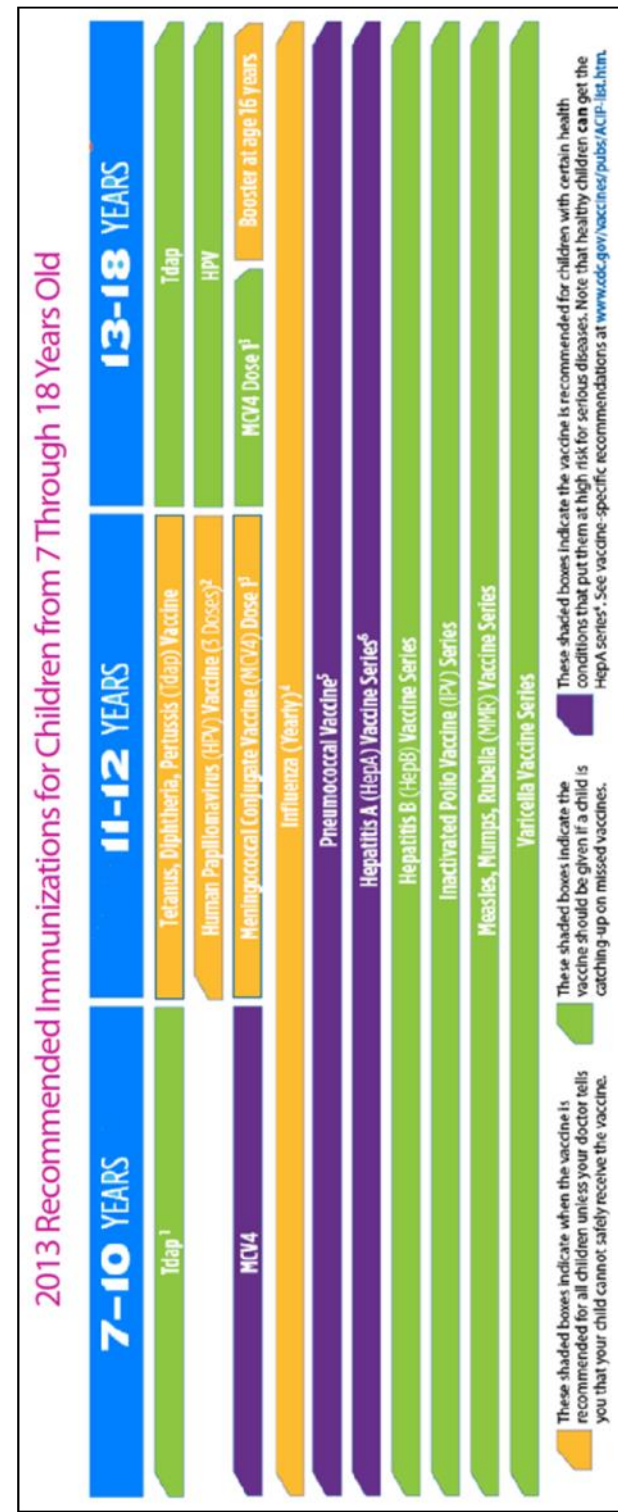 2013 Recommended Immunizations for Children from 7 Through 18 Years Old
7–10 YEARS
11-12 YEARS
13-18 YEARS
Tdap 1
Tetanus, Diphtheria, Pertussis (Tdap) Vaccine
Tdap
Human Papillomavirus (HPV) Vaccine (3 Doses)2
HPV
MCV4
Meningococcal Conjugate Vaccine (MCV4) Dose 13
MCV4 Dose 13
Booster at age 16 years
Influenza (Yearly)4
Pneumococcal Vaccine5
Hepatitis A (HepA) Vaccine Series6
Hepatitis B (HepB) Vaccine Series
Inactivated Polio Vaccine (IPV) Series
Measles, Mumps, Rubella (MMR) Vaccine Series
Varicella Vaccine Series
These shaded boxes indicate when the vaccine is
recommended for all children unless your doctor tells
you that your child cannot safely receive the vaccine.
These shaded boxes indicate the
vaccine should be given if a child is
catching-up on missed vaccines.
These shaded boxes indicate the vaccine is recommended for children with certain health
conditions that put them at high risk for serious diseases. Note that healthy children can get the
HepA series6. See vaccine-specific recommendations at www.cdc.gov/vaccines/pubs/ACIP-list.htm.